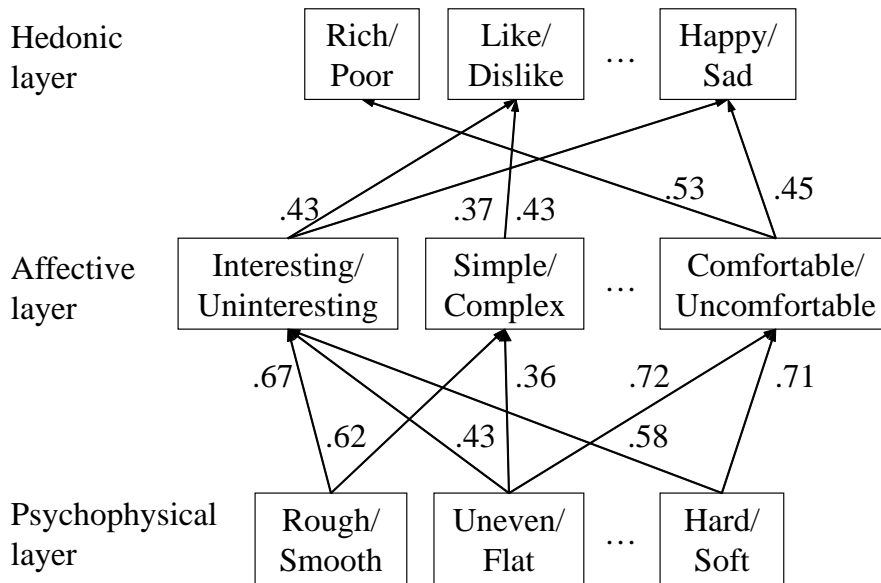 Hedonic
layer
Rich/
Poor
Like/
Dislike
...
Happy/
Sad
.43
.37
.43
.53
.45
Affective
layer
Interesting/
Uninteresting
Simple/
Complex
...
Comfortable/
Uncomfortable
.67
.62
.43
.36
.72
.58
.71
Psychophysical
layer
Rough/
Smooth
Uneven/
Flat
...
Hard/
Soft